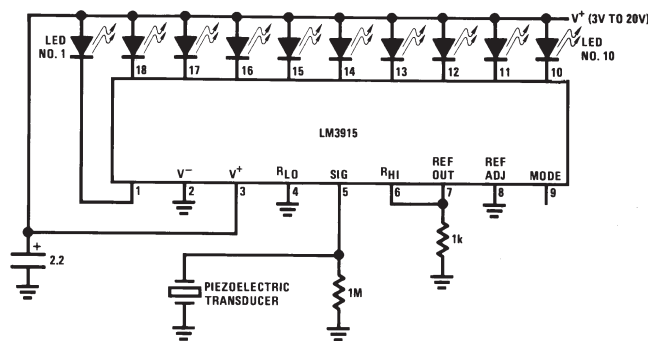 V+ (3V TO 20V)
LED
NO. 1
LED
NO. 10
18
17
16
15
14
13
12
11
10
LM3915
V−
V+
RLO
SIG
RHI
REF
OUT
REF
ADJ
MODE
1
2
3
4
5
6
7
8
9
+
2.2
PIEZOELECTRIC
TRANSDUCER
1M
1k